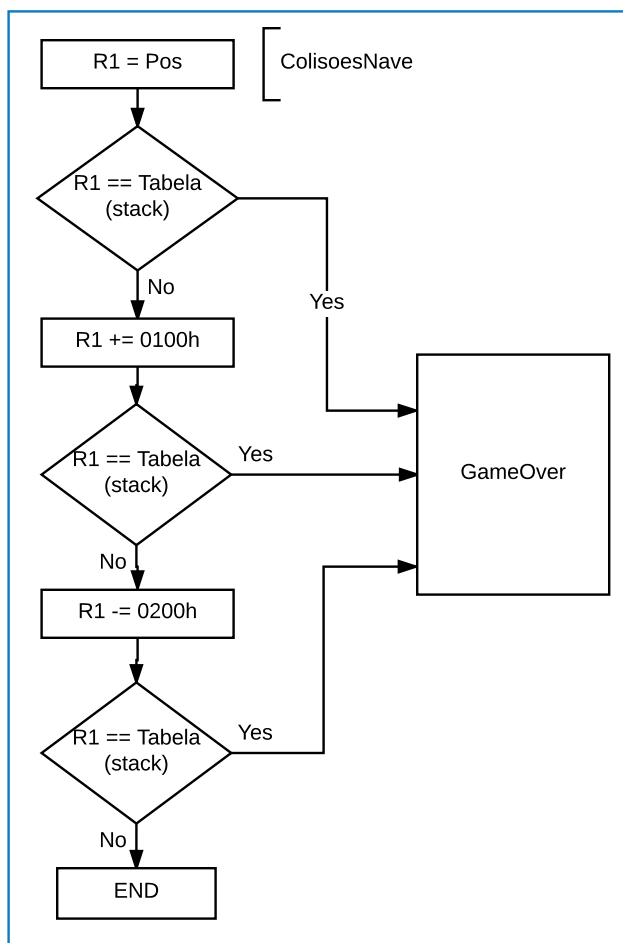 R1 = Pos
ColisoesNave
R1 == Tabela
(stack)
No
Yes
R1 += 0100h
R1 == Tabela
(stack)
Yes
GameOver
No
R1 -= 0200h
R1 == Tabela
(stack)
Yes
No
END